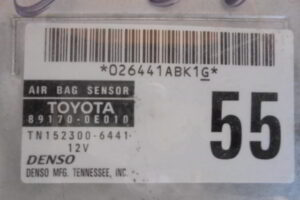 *026441ABK1G*
AIR BAG SENSOR
TOYOTA
89170-0E010
55
TN152300-6441
12V
DENSO
DENSO MFG. TENNESSEE, INC.